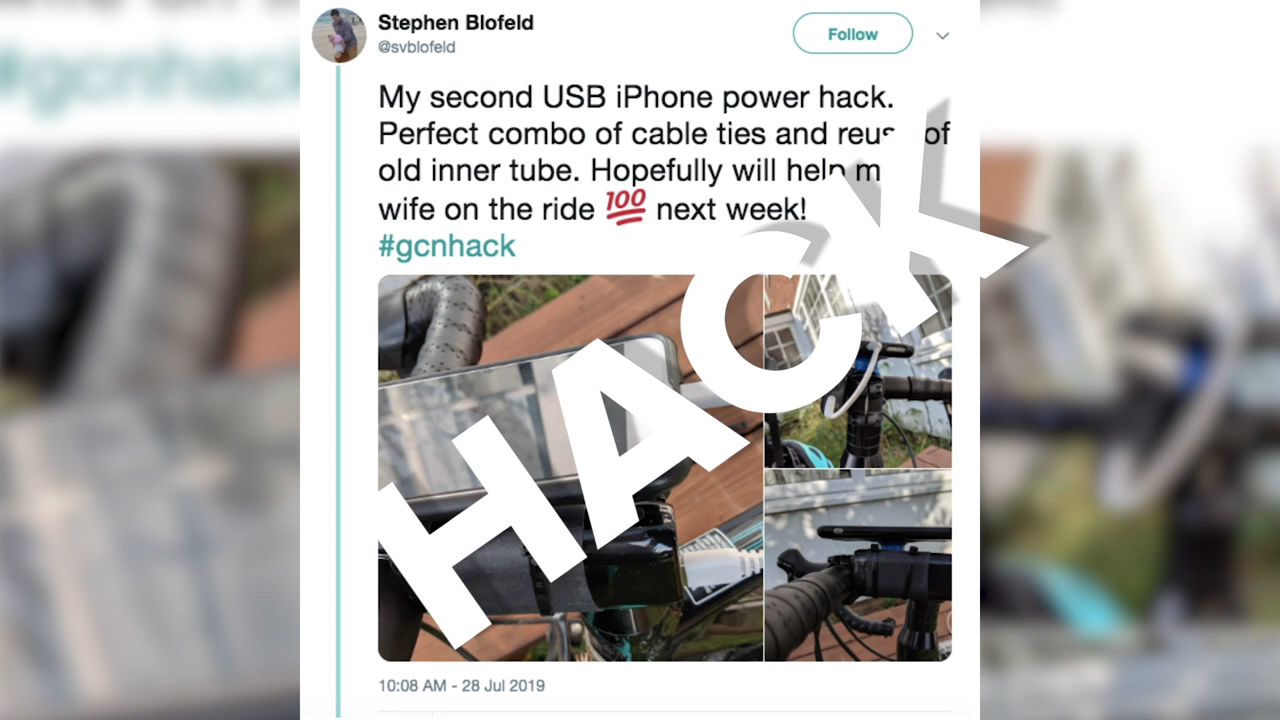 Stephen Blofeld
@svblofeld
Follow
My second USB iPhone power hack.
Perfect combo of cable ties and of
old inner tube. Hopefully will help
wife on the ride 💯 next week!
#gcnhack
HACK
10:08 AM - 28 Jul 2019
#gcnhack